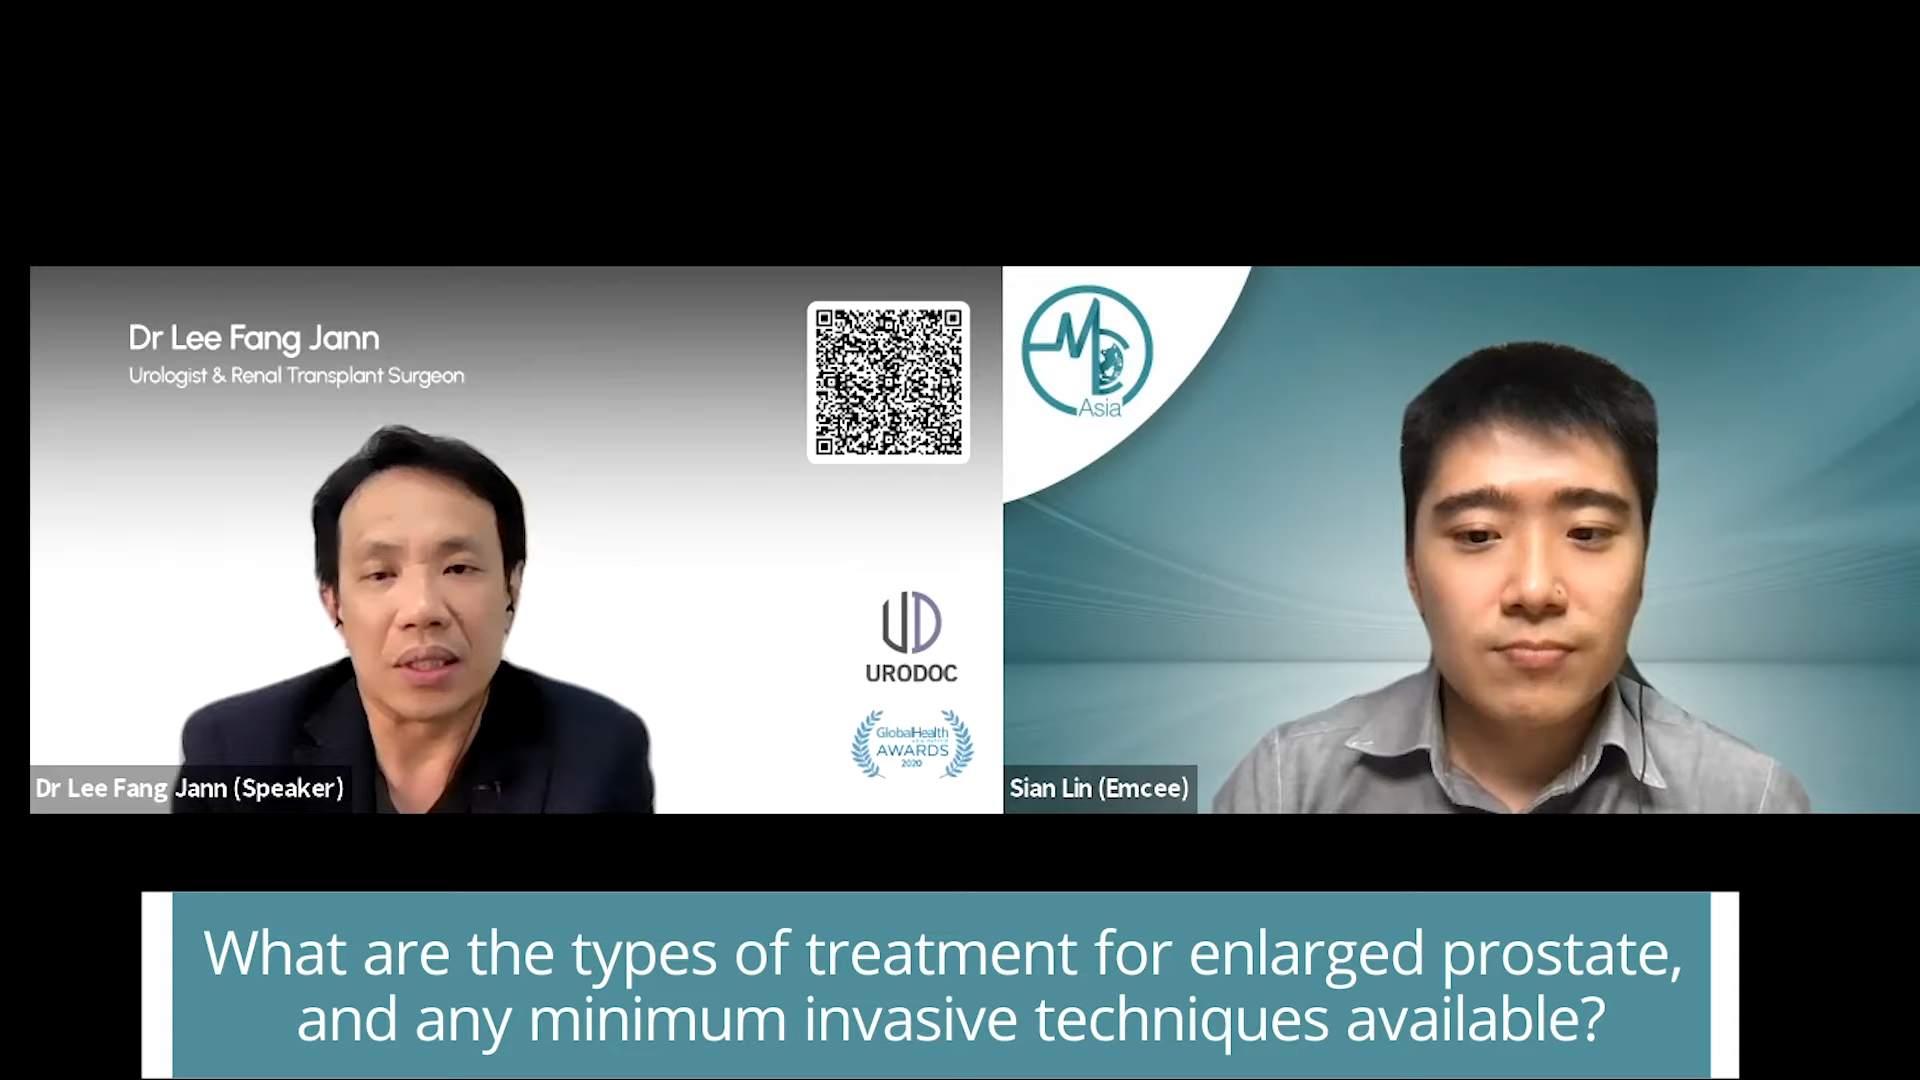 Dr Lee Fang Jann
Urologist & Renal Transplant Surgeon
URODOC
GlobalHealth
AWARDS
2020
Dr Lee Fang Jann (Speaker)
Asia
Sian Lin (Emcee)
What are the types of treatment for enlarged prostate,
and any minimum invasive techniques available?